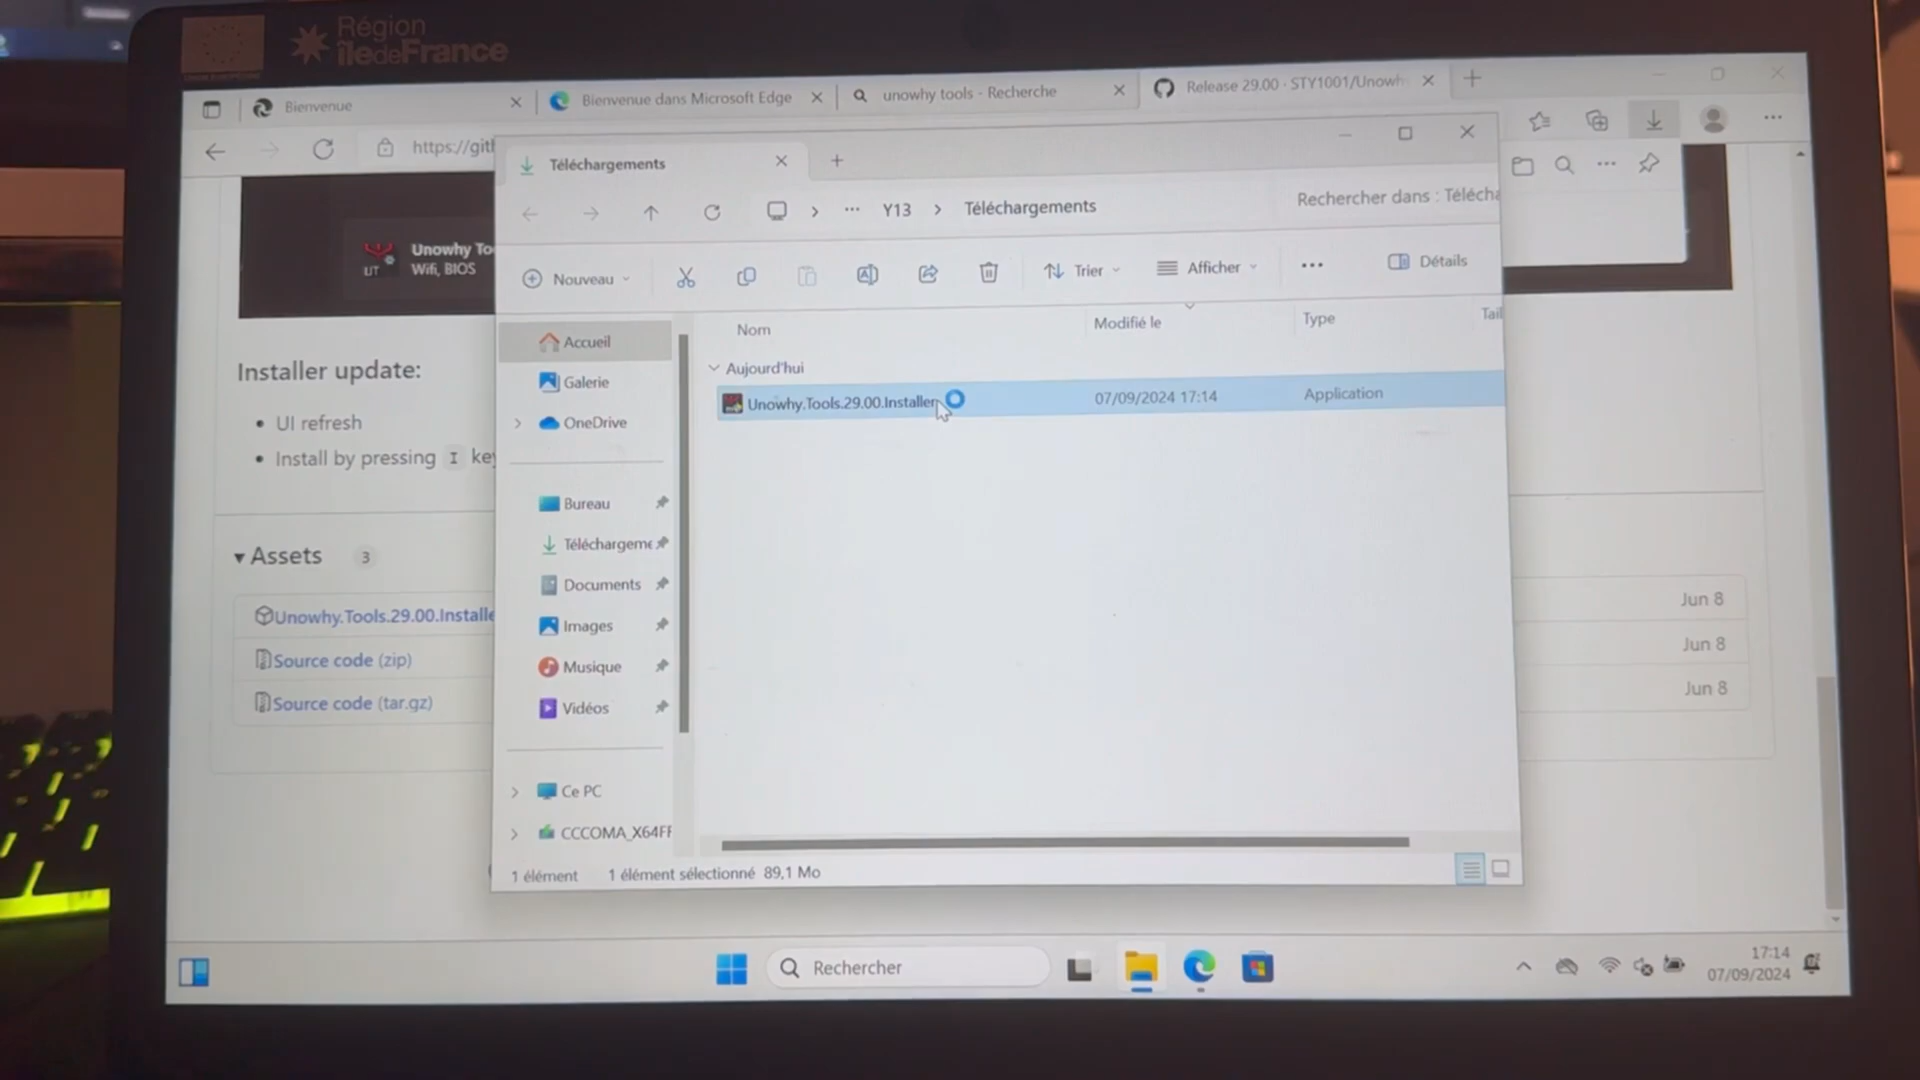 Région
îledeFrance
Bienvenue
Bienvenue dans Microsoft Edge
unowhy tools - Recherche
Release 29.00 · STY1001/Unowh
https://gitl
Téléchargements
Y13
Téléchargements
Rechercher dans : Télécha
Nouveau
Trier
Afficher
Détails
Unowhy To
Wifi, BIOS
UT
Nom
Modifié le
Type
Tail
Accueil
Galerie
OneDrive
Aujourd'hui
Unowhy.Tools.29.00.Installer
07/09/2024 17:14
Application
Installer update:
UI refresh
Install by pressing I key
Bureau
Téléchargeme
Documents
Images
Musique
Vidéos
Ce PC
CCCOMA_X64FF
Assets 3
Unowhy.Tools.29.00.Installe
Jun 8
Source code (zip)
Jun 8
Source code (tar.gz)
Jun 8
1 élément
1 élément sélectionné 89,1 Mo
Rechercher
17:14
07/09/2024